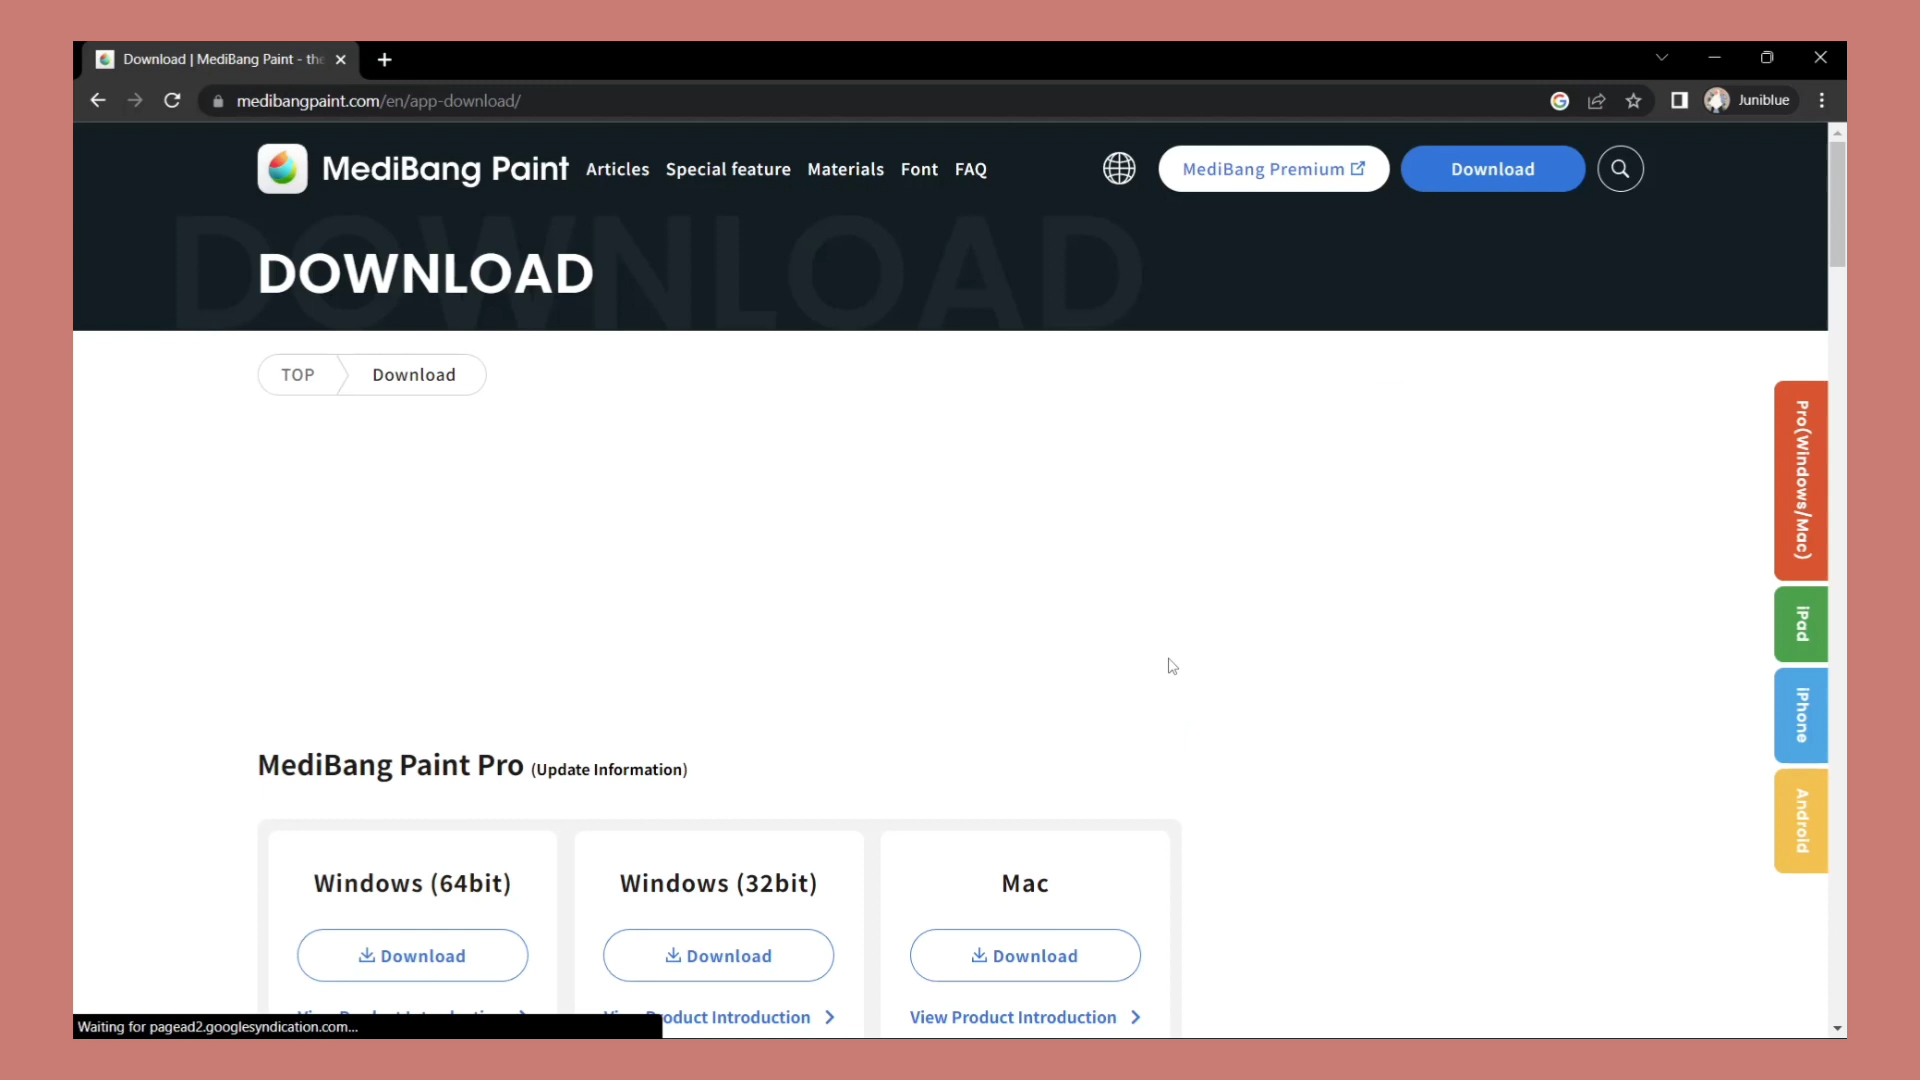 Download | MediBang Paint - the
medibangpaint.com/en/app-download/
Juniblue
MediBang Paint
Articles
Special feature
Materials
Font
FAQ
MediBang Premium
Download
DOWNLOAD
DOWNLOAD
TOP
Download
Pro(Windows/Mac)
iPad
iPhone
Android
MediBang Paint Pro (Update Information)
Windows (64bit)
Windows (32bit)
Mac
Download
Download
Download
oduct Introduction
View Product Introduction
Waiting for pagead2.googlesyndication.com...